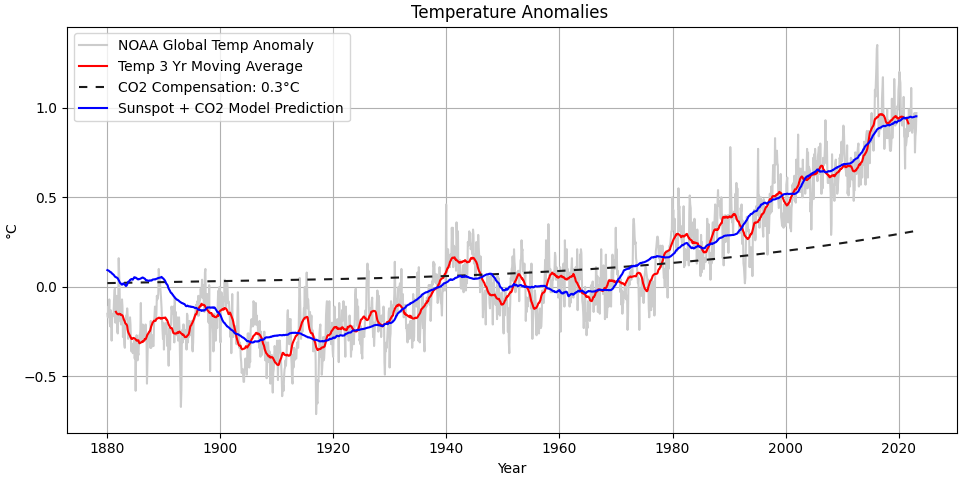 Temperature Anomalies
NOAA Global Temp Anomaly
Temp 3 Yr Moving Average
CO2 Compensation: 0.3°C
Sunspot + CO2 Model Prediction
°C
1.0
0.5
0.0
−0.5
1880 1900 1920 1940 1960 1980 2000 2020
Year